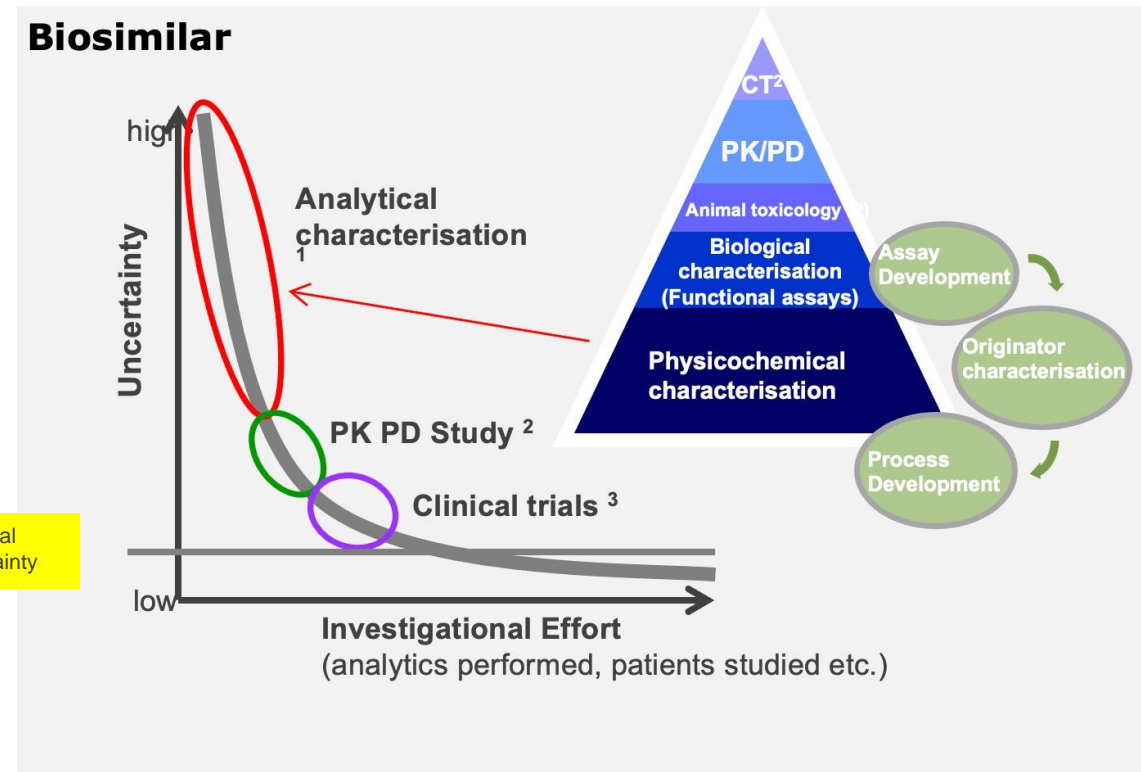 Biosimilar
high
Uncertainty
low
Analytical
characterisation
1
PK PD Study 2
Clinical trials 3
al
ainty
Investigational Effort
(analytics performed, patients studied etc.)
CT2
PK/PD
Animal toxicology )
Biological
characterisation
(Functional assays)
Physicochemical
characterisation
Assay
Development
Originator
characterisation
Process
Development